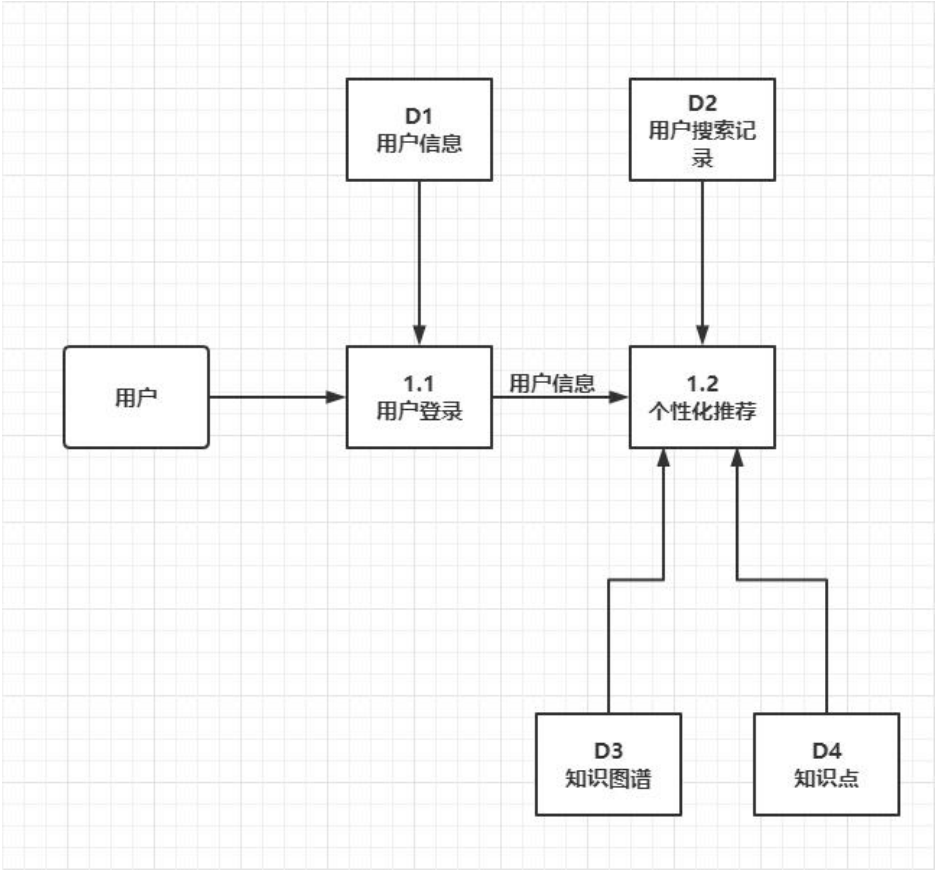 D1
用户信息
D2
用户搜索记
录
用户
1.1
用户登录
用户信息
1.2
个性化推荐
D3
知识图谱
D4
知识点